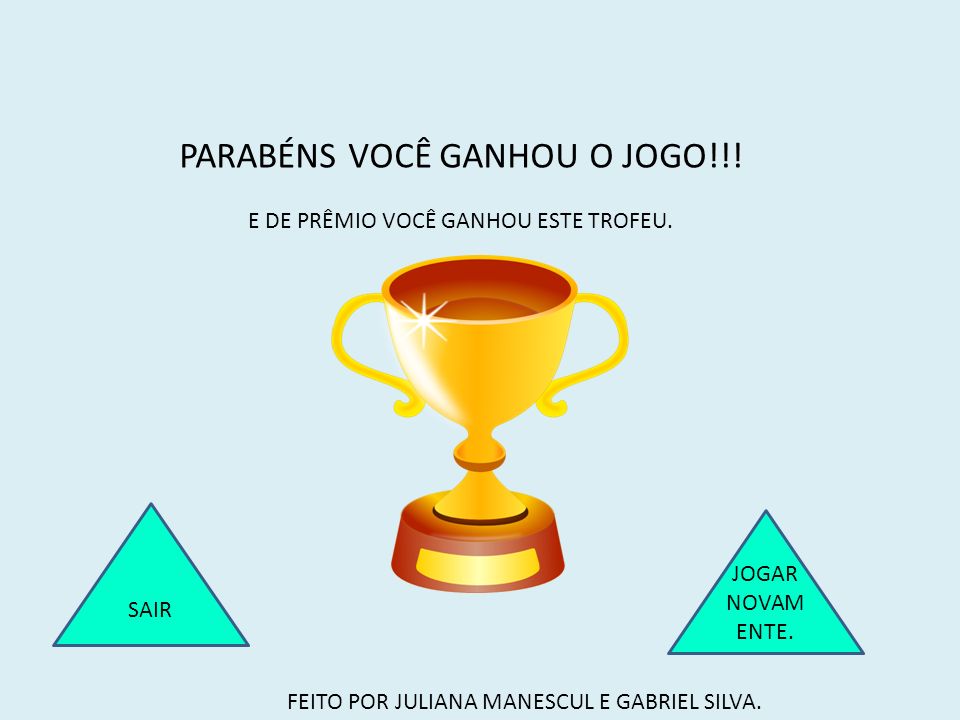 PARABÉNS VOCÊ GANHOU O JOGO!!!
E DE PRÊMIO VOCÊ GANHOU ESTE TROFEU.
SAIR
JOGAR
NOVAM
ENTE.
FEITO POR JULIANA MANESCUL E GABRIEL SILVA.